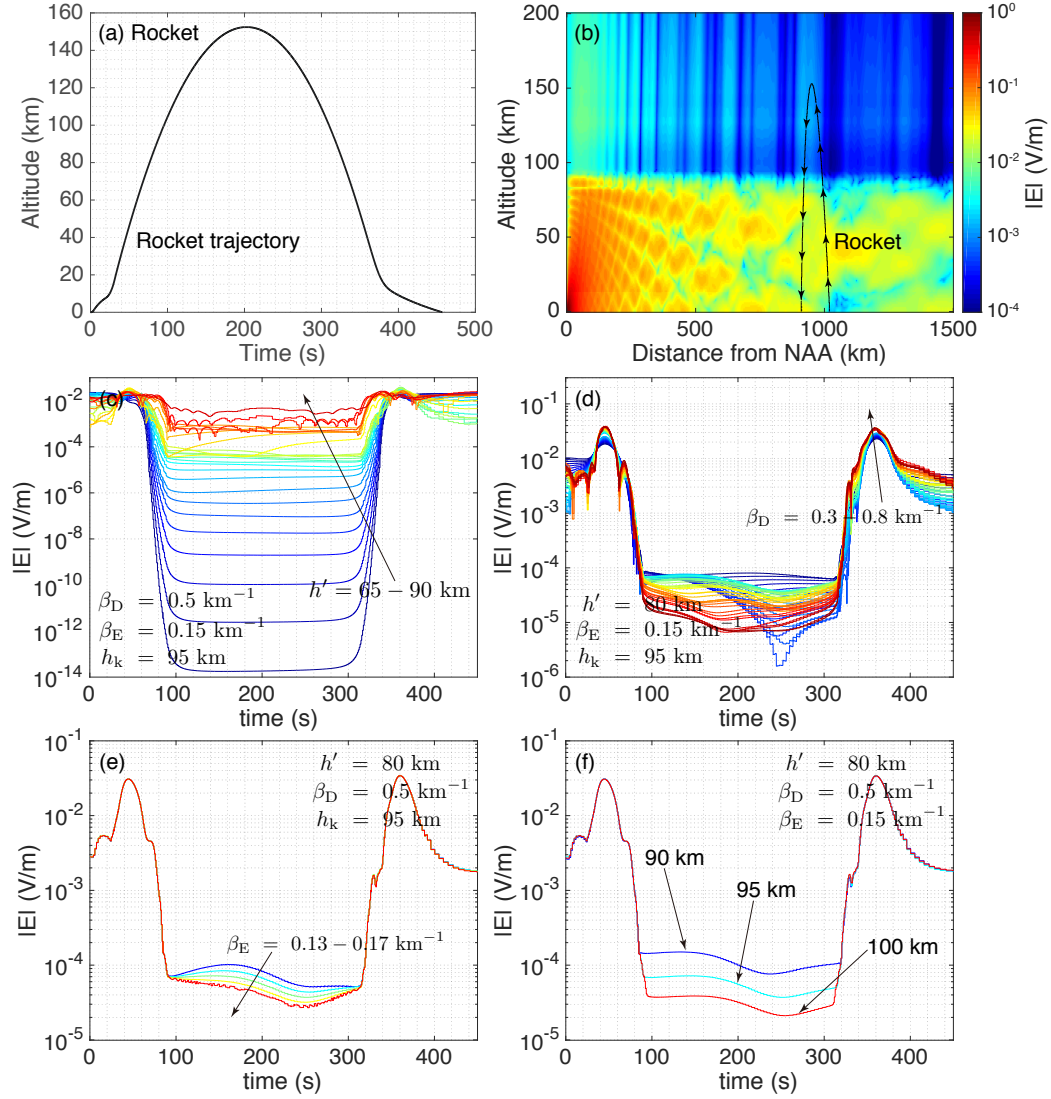 (a) Rocket
Rocket trajectory
Altitude (km)
160
140
120
100
80
60
40
20
0
0 100 200 300 400 500
Time (s)
(b)
Rocket
Altitude (km)
200
150
100
50
0
0 500 1000 1500
Distance from NAA (km)
10^0
10^-1
10^-2
10^-3
10^-4
|E| (V/m)
(c)
|E| (V/m)
10^-2
10^-4
10^-6
10^-8
10^-10
10^-12
10^-14
h′ = 65 − 90 km
β_D = 0.5 km^-1
β_E = 0.15 km^-1
h_k = 95 km
0 100 200 300 400
time (s)
(d)
|E| (V/m)
10^-1
10^-2
10^-3
10^-4
10^-5
10^-6
β_D = 0.3 − 0.8 km^-1
h′ = 80 km
β_E = 0.15 km^-1
h_k = 95 km
0 100 200 300 400
time (s)
(e)
|E| (V/m)
10^-1
10^-2
10^-3
10^-4
10^-5
h′ = 80 km
β_D = 0.5 km^-1
h_k = 95 km
β_E = 0.13 − 0.17 km^-1
0 100 200 300 400
time (s)
(f)
|E| (V/m)
10^-1
10^-2
10^-3
10^-4
10^-5
h′ = 80 km
β_D = 0.5 km^-1
β_E = 0.15 km^-1
90 km
95 km
100 km
0 100 200 300 400
time (s)